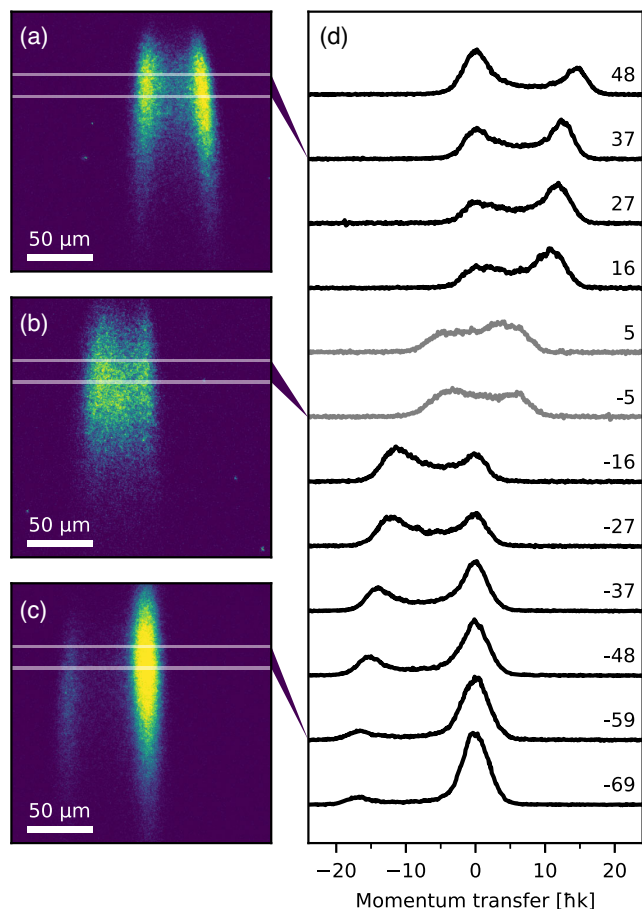 (a)
50 μm
(b)
50 μm
(c)
50 μm
(d)
48
37
27
16
5
-5
-16
-27
-37
-48
-59
-69
−20 −10 0 10 20
Momentum transfer [ħk]